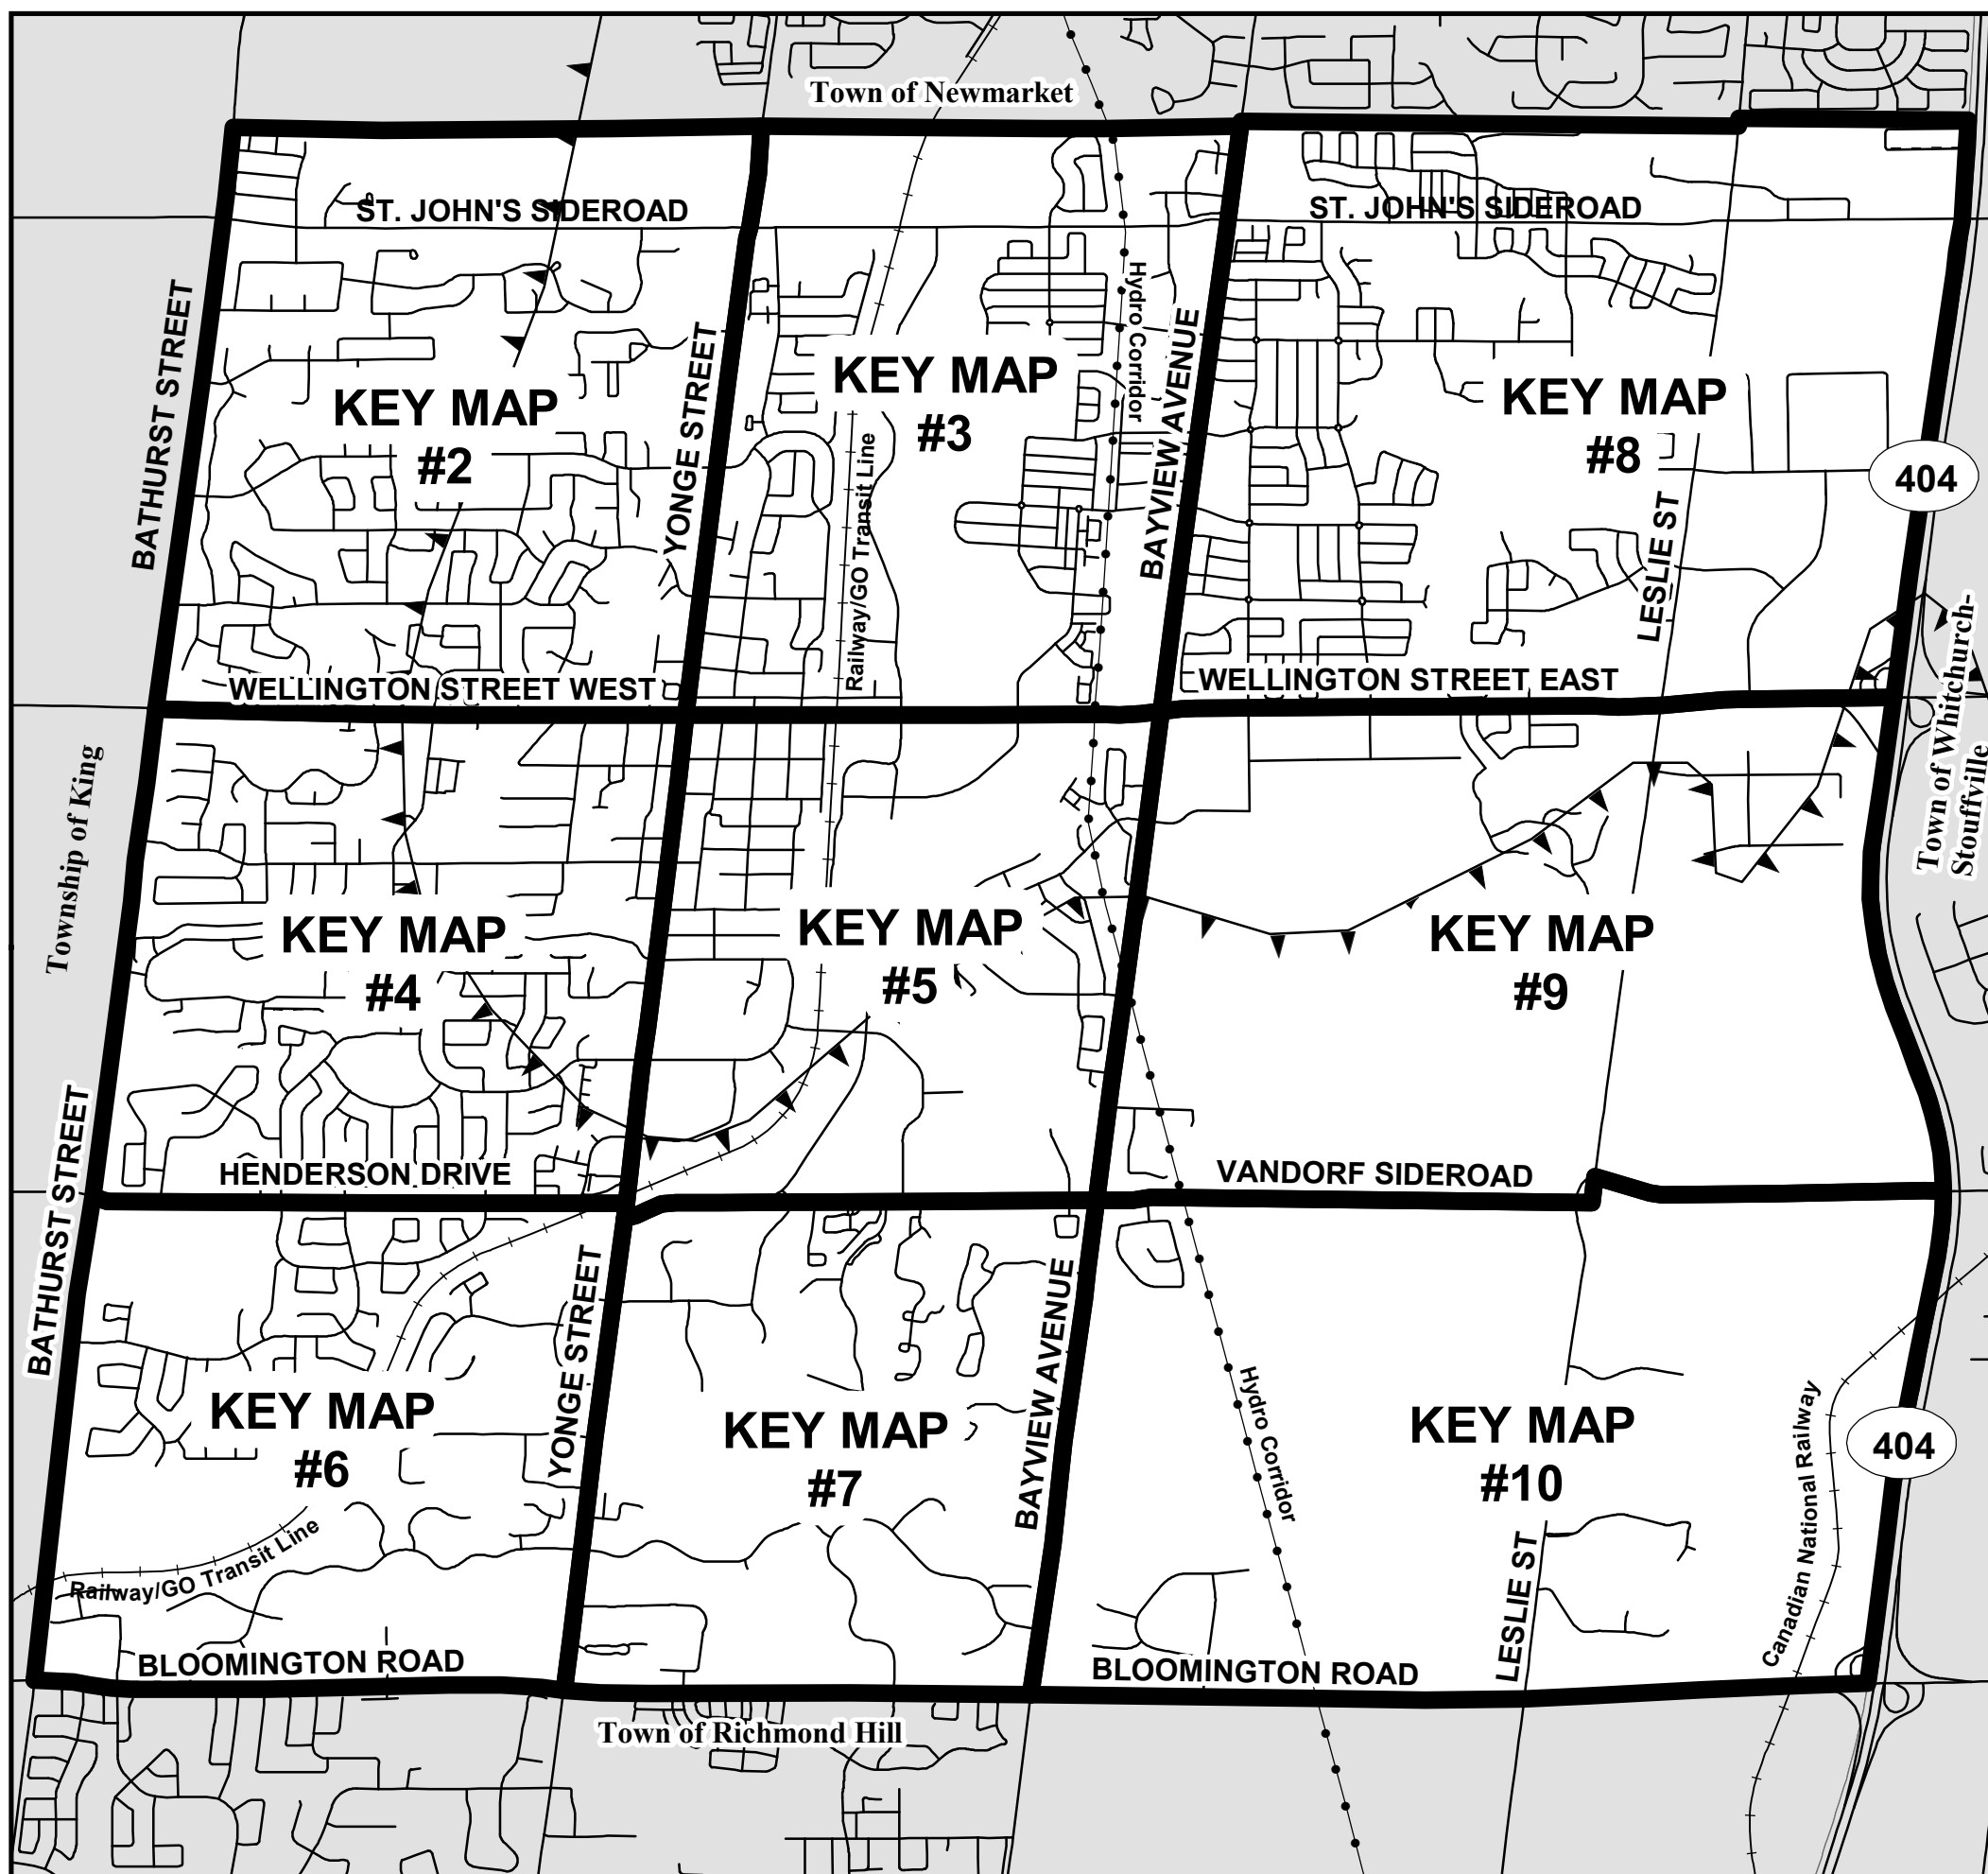 Town of Newmarket
ST. JOHN'S SIDEROAD
ST. JOHN'S SIDEROAD
BATHURST STREET
YONGE STREET
Hydro Corridor
BAYVIEW AVENUE
KEY MAP
#2
KEY MAP
#3
KEY MAP
#8
404
Railway/GO Transit Line
LESLIE ST
WELLINGTON STREET WEST
WELLINGTON STREET EAST
Town of Whitchurch-
Stouffville
Township of King
KEY MAP
#4
KEY MAP
#5
KEY MAP
#9
HENDERSON DRIVE
VANDORF SIDEROAD
BATHURST STREET
YONGE STREET
BAYVIEW AVENUE
Hydro Corridor
KEY MAP
#6
KEY MAP
#7
KEY MAP
#10
Canadian National Railway
404
Railway/GO Transit Line
LESLIE ST
BLOOMINGTON ROAD
BLOOMINGTON ROAD
Town of Richmond Hill